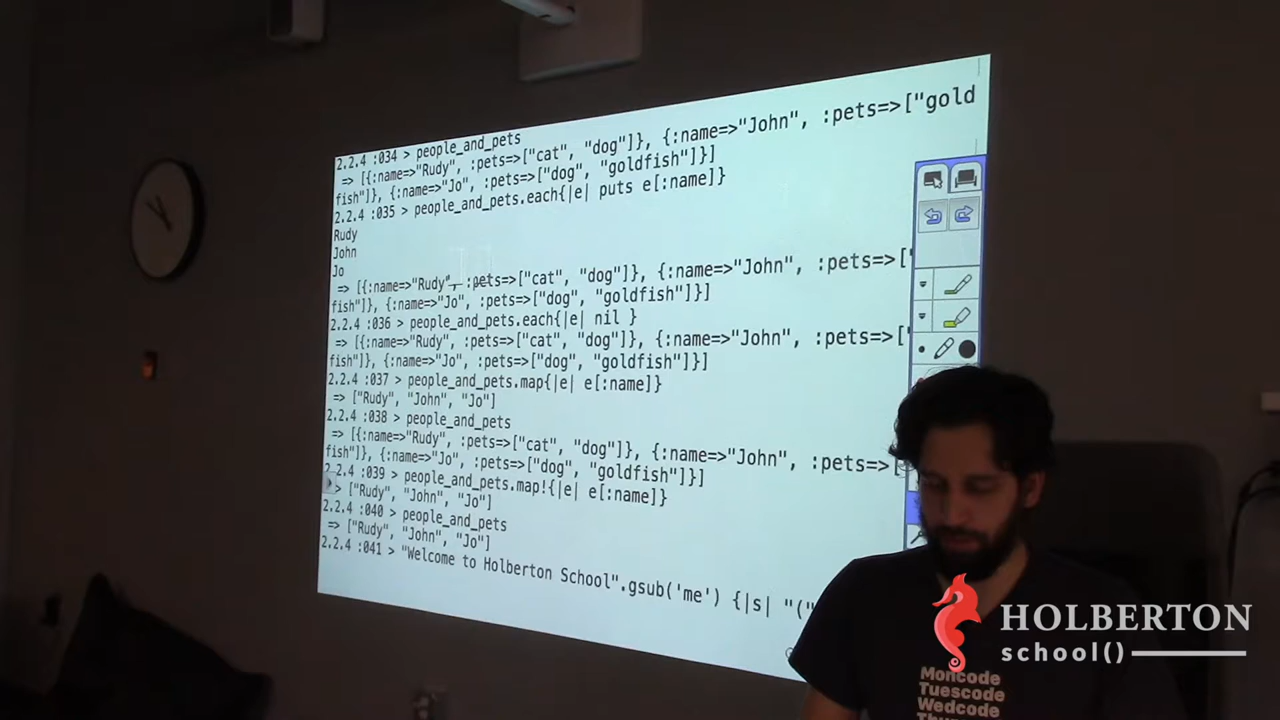 2.2.4 :034 > people_and_pets
=> [{:name=>"Rudy", :pets=>["cat", "dog"]}, {:name=>"John", :pets=>["gold
fish"]}, {:name=>"Jo", :pets=>["dog", "goldfish"]}]
2.2.4 :035 > people_and_pets.each{|e| puts e[:name]}
Rudy
John
Jo
=> [{:name=>"Rudy", :pets=>["cat", "dog"]}, {:name=>"John", :pets=>["
fish"]}, {:name=>"Jo", :pets=>["dog", "goldfish"]}]
2.2.4 :036 > people_and_pets.each{|e| nil }
=> [{:name=>"Rudy", :pets=>["cat", "dog"]}, {:name=>"John", :pets=>["
fish"]}, {:name=>"Jo", :pets=>["dog", "goldfish"]}]
2.2.4 :037 > people_and_pets.map{|e| e[:name]}
=> ["Rudy", "John", "Jo"]
2.2.4 :038 > people_and_pets
=> [{:name=>"Rudy", :pets=>["cat", "dog"]}, {:name=>"John", :pets=>[
fish"]}, {:name=>"Jo", :pets=>["dog", "goldfish"]}]
2.2.4 :039 > people_and_pets.map!{|e| e[:name]}
=> ["Rudy", "John", "Jo"]
2.2.4 :040 > people_and_pets
=> ["Rudy", "John", "Jo"]
2.2.4 :041 > "Welcome to Holberton School".gsub('me') {|s| "("
HOLBERTON
school()
Moncode
Tuescode
Wedcode